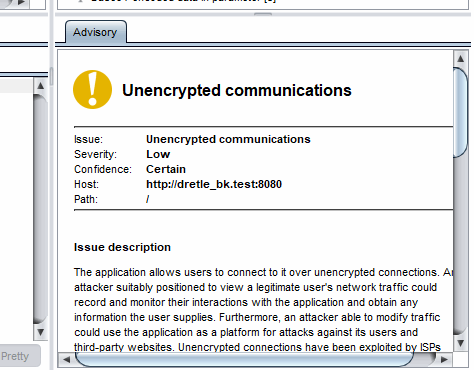 Advisory
Unencrypted communications
Issue: Unencrypted communications
Severity: Low
Confidence: Certain
Host: http://dretle_bk.test:8080
Path: /
Issue description
The application allows users to connect to it over unencrypted connections. An
attacker suitably positioned to view a legitimate user's network traffic could
record and monitor their interactions with the application and obtain any
information the user supplies. Furthermore, an attacker able to modify traffic
could use the application as a platform for attacks against its users and
third-party websites. Unencrypted connections have been exploited by ISPs
Pretty